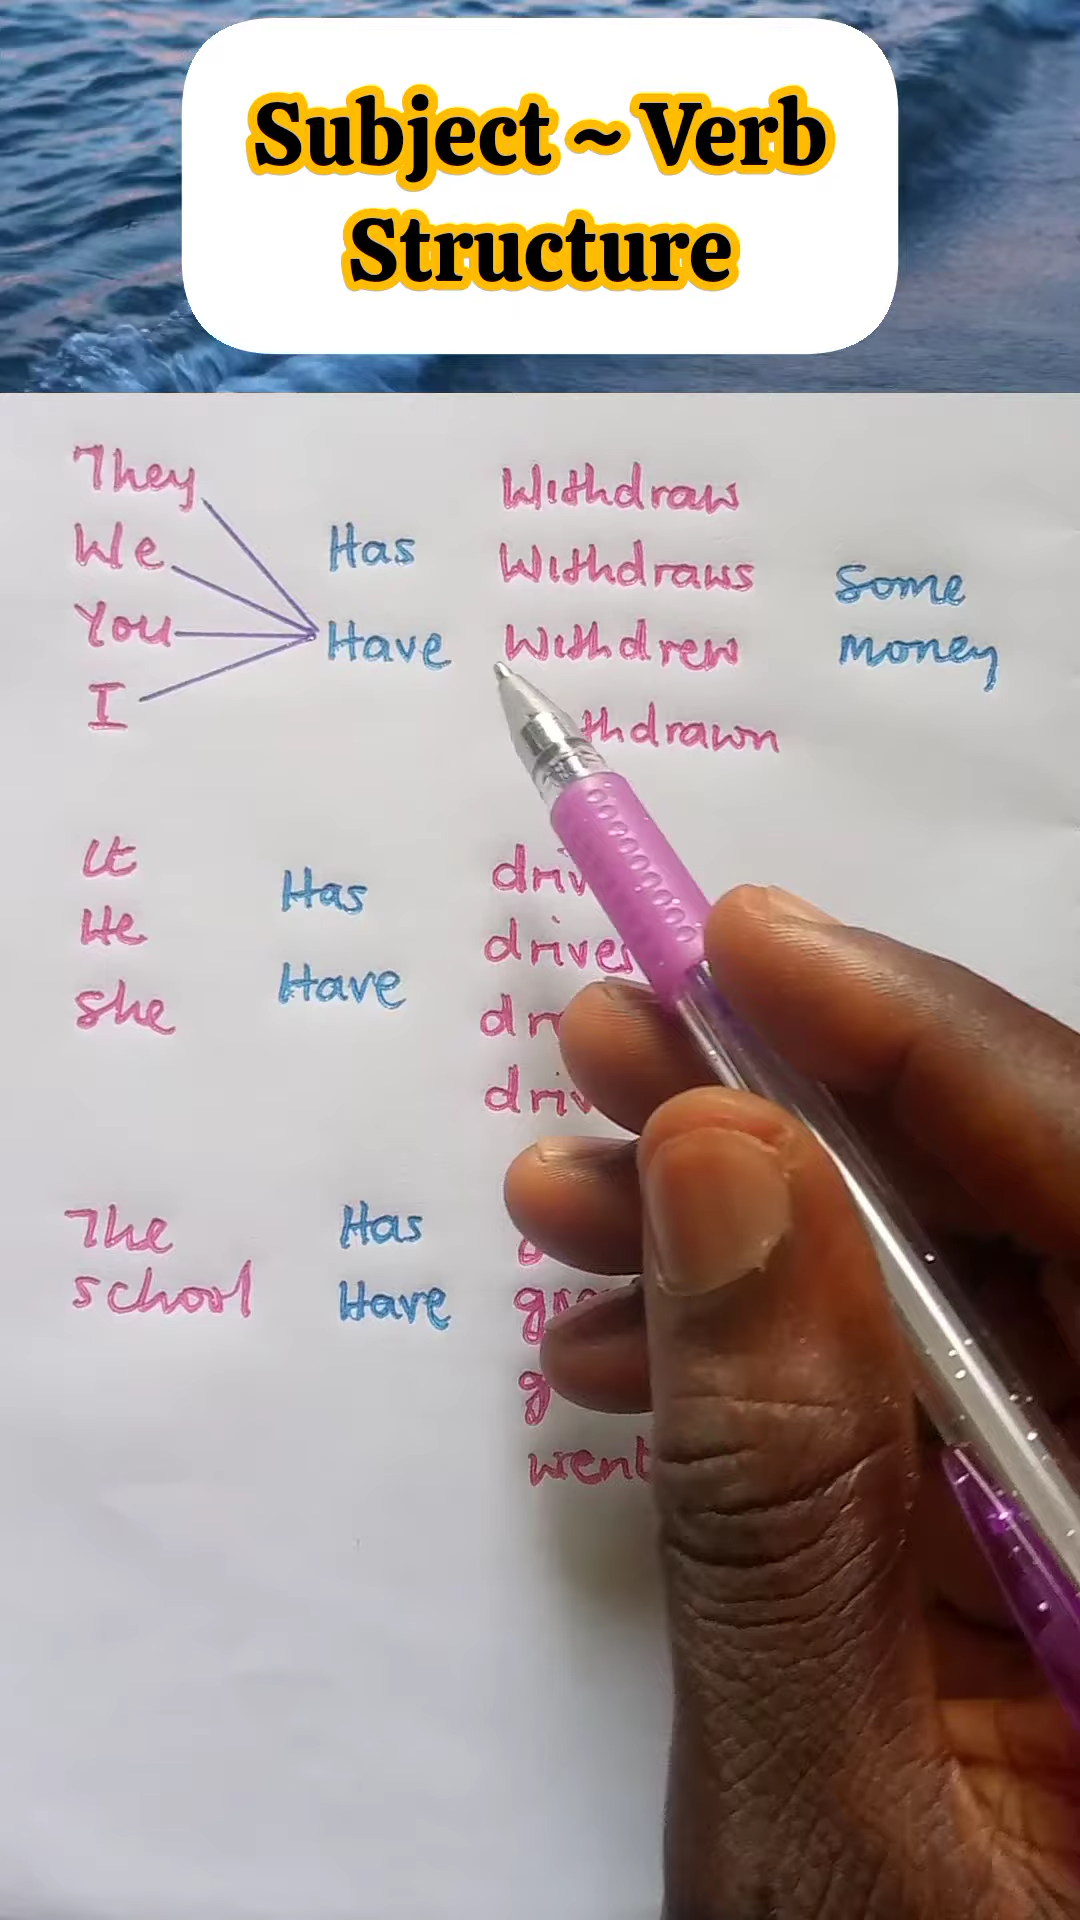 Subject ~ Verb
Structure
They
We
You
I
Has
Have
Withdraw
Withdraws
Withdrew
Some
money
It
He
She
Has
Have
drives
The
school
Has
Have
went